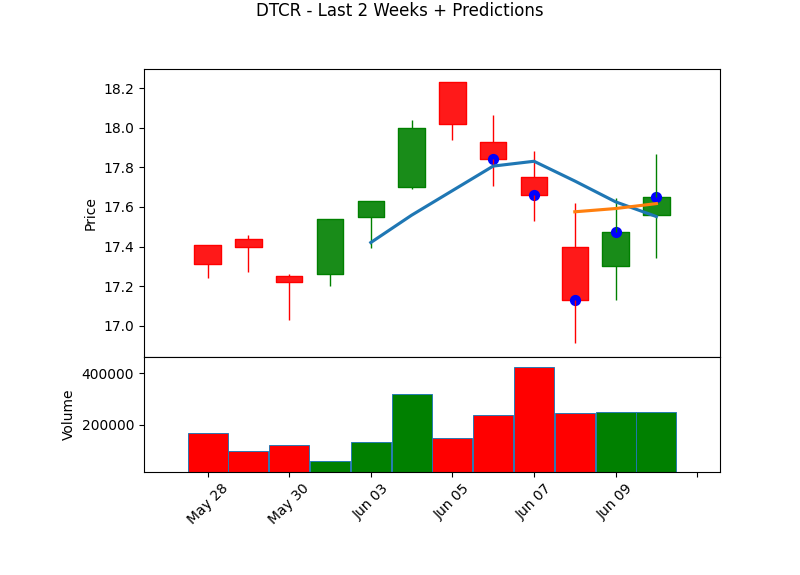 DTCR - Last 2 Weeks + Predictions
18.2
18.0
17.8
17.6
17.4
17.2
17.0
Price
400000
200000
Volume
May 28
May 30
Jun 03
Jun 05
Jun 07
Jun 09